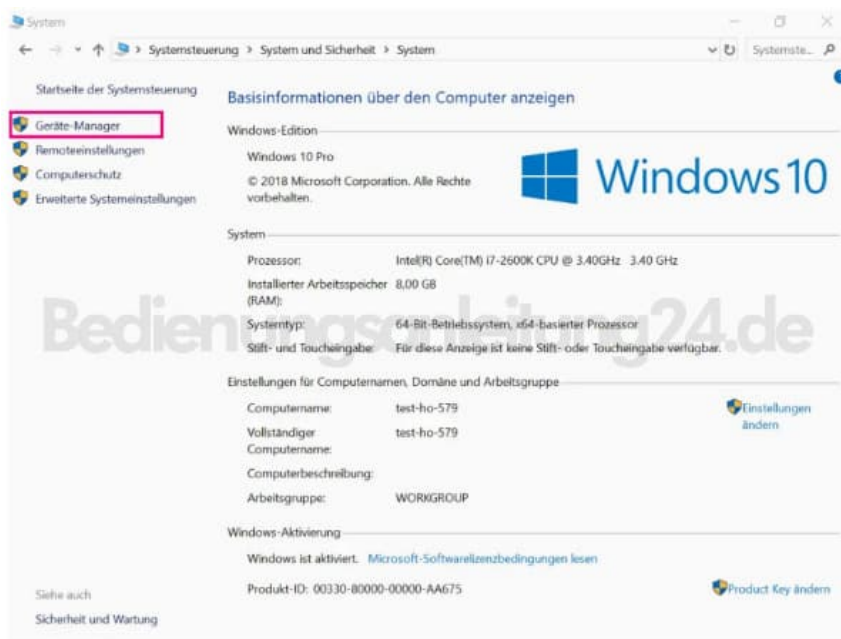 System
Systemsteuerung > System und Sicherheit > System
Systemste...
Startseite der Systemsteuerung
Geräte-Manager
Remoteeinstellungen
Computerschutz
Erweiterte Systemeinstellungen
Basisinformationen über den Computer anzeigen
Windows-Edition
Windows 10 Pro
© 2018 Microsoft Corporation. Alle Rechte
vorbehalten.
Windows 10
System
Prozessor: Intel(R) Core(TM) i7-2600K CPU @ 3.40GHz 3.40 GHz
Installierter Arbeitsspeicher 8,00 GB
(RAM):
Systemtyp: 64-Bit-Betriebssystem, x64-basierter Prozessor
Stift- und Toucheingabe: Für diese Anzeige ist keine Stift- oder Toucheingabe verfügbar.
Bedienungsanleitung24.de
Einstellungen für Computernamen, Domäne und Arbeitsgruppe
Computername: test-ho-579
Einstellungen
ändern
Vollständiger test-ho-579
Computername:
Computerbeschreibung:
Arbeitsgruppe: WORKGROUP
Windows-Aktivierung
Windows ist aktiviert. Microsoft-Softwarelizenzbedingungen lesen
Produkt-ID: 00330-80000-00000-AA675
Product Key ändern
Siehe auch
Sicherheit und Wartung